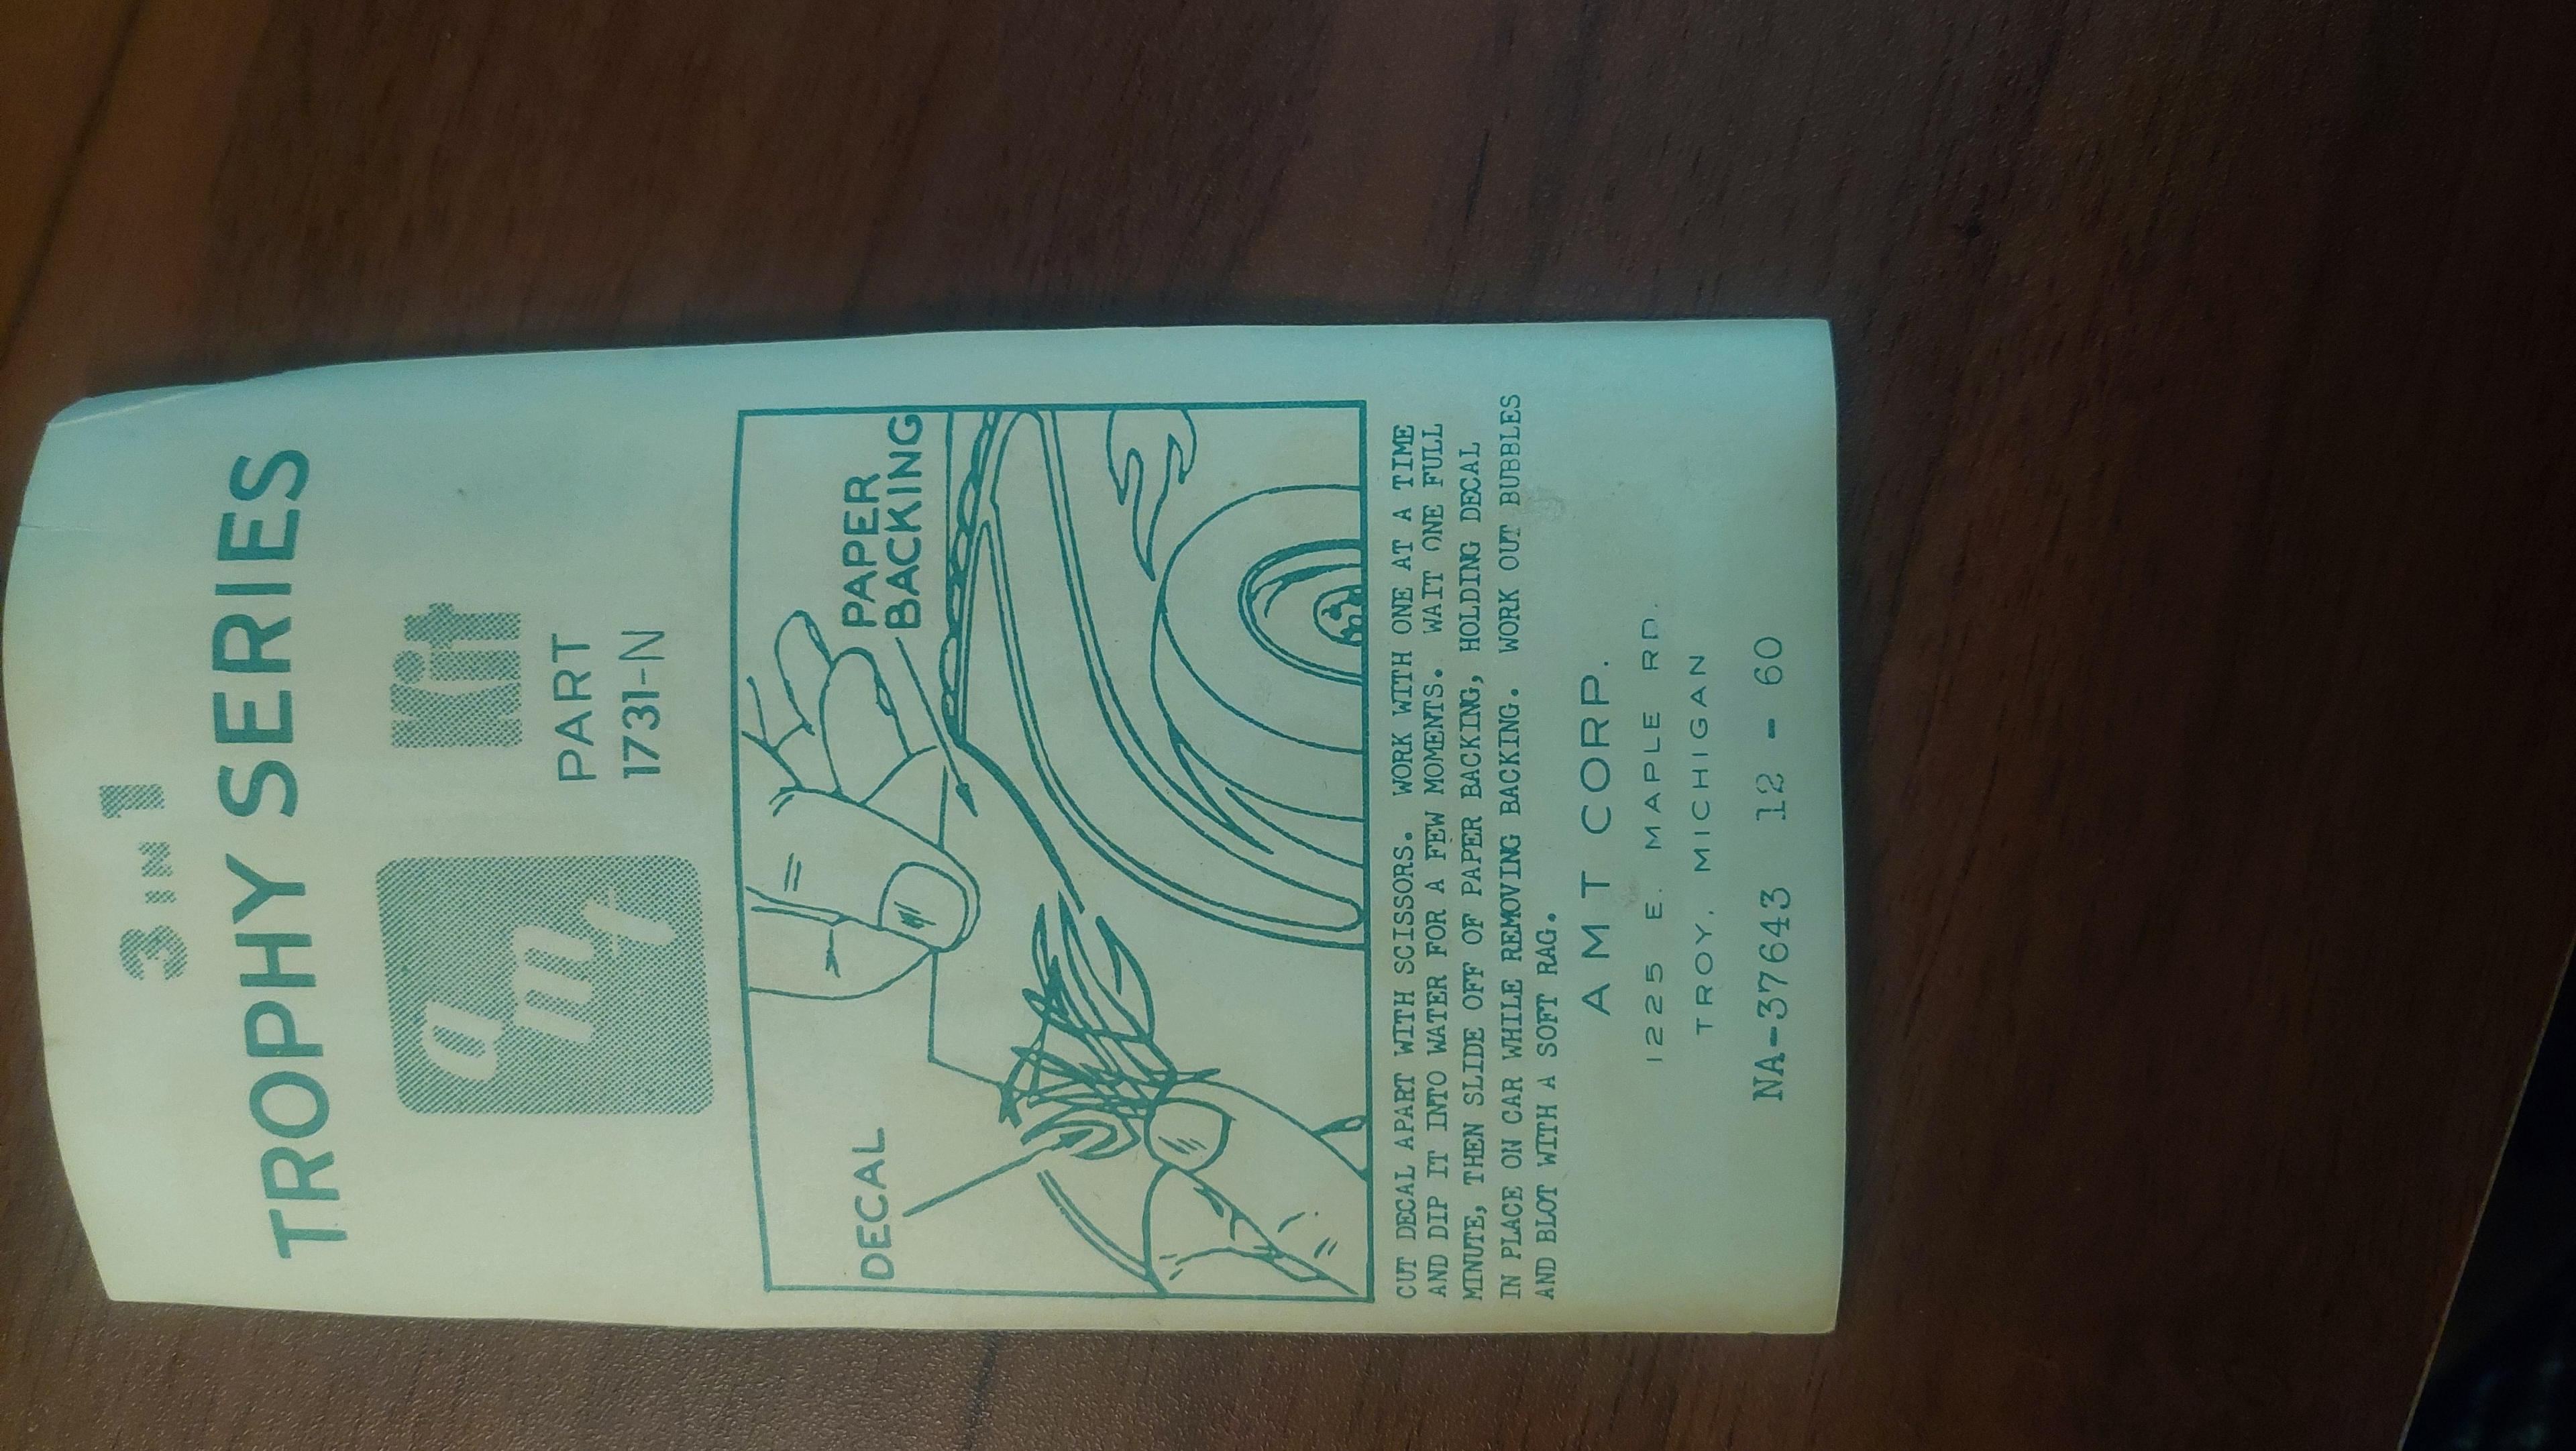 3 IN 1
TROPHY SERIES
amt Kit
PART
1731-N
DECAL
PAPER
BACKING
CUT DECAL APART WITH SCISSORS. WORK WITH ONE AT A TIME
AND DIP IT INTO WATER FOR A FEW MOMENTS. WAIT ONE FULL
MINUTE, THEN SLIDE OFF OF PAPER BACKING, HOLDING DECAL
IN PLACE ON CAR WHILE REMOVING BACKING. WORK OUT BUBBLES
AND BLOT WITH A SOFT RAG.
AMT CORP.
1225 E. MAPLE RD.
TROY, MICHIGAN
NA-37643 12 - 60